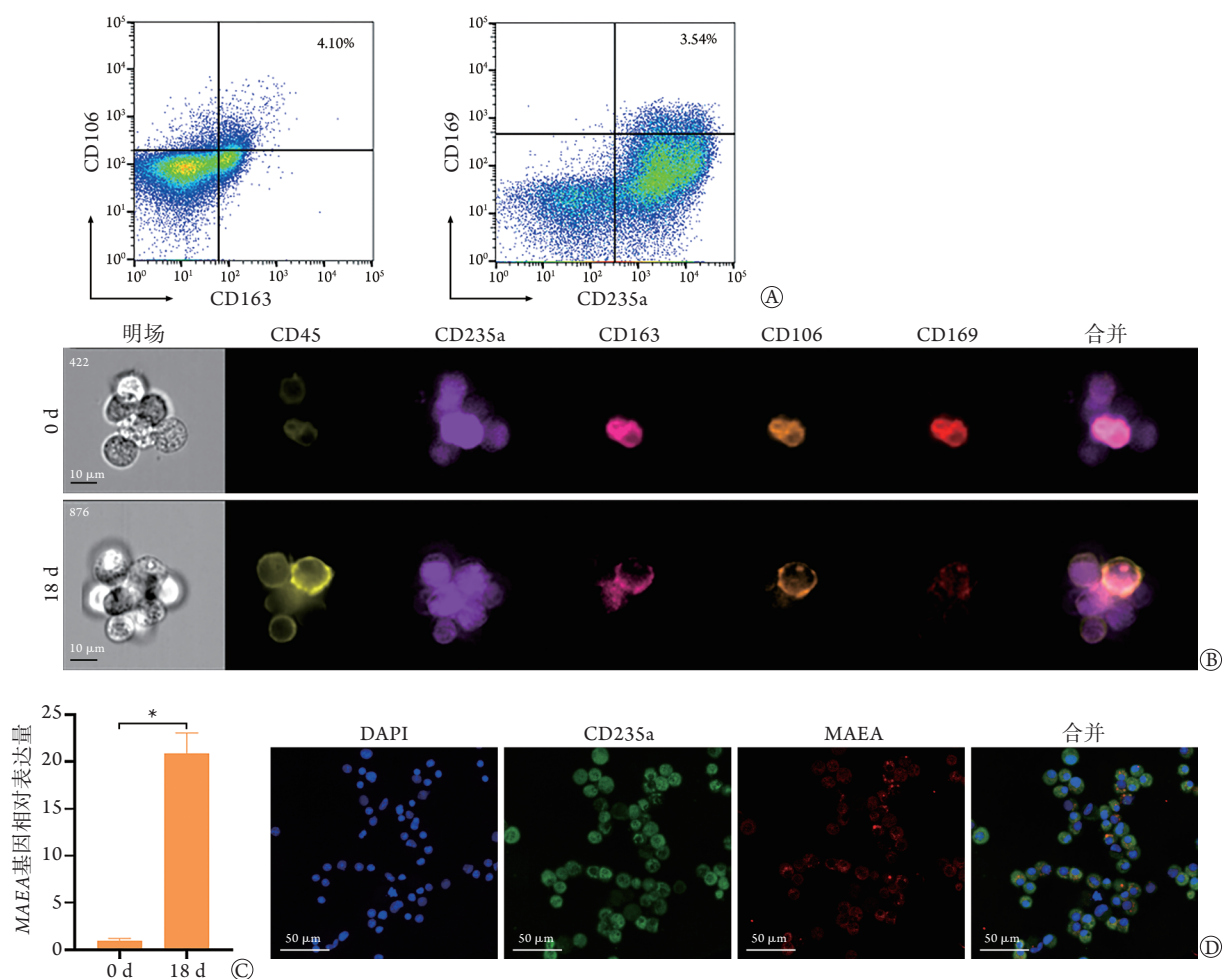 4.10%
10⁵
10⁴
10³
10²
10¹
10⁰
CD106
10⁰ 10¹ 10² 10³ 10⁴ 10⁵
CD163
3.54%
10⁵
10⁴
10³
10²
10¹
10⁰
CD169
10⁰ 10¹ 10² 10³ 10⁴ 10⁵
CD235a
Ⓐ
明场 CD45 CD235a CD163 CD106 CD169 合并
0 d
422
10 μm
18 d
876
10 μm
Ⓑ
MAEA基因相对表达量
25
20
15
10
5
0
*
0 d 18 d
Ⓒ
DAPI CD235a MAEA 合并
50 μm 50 μm 50 μm 50 μm
Ⓓ